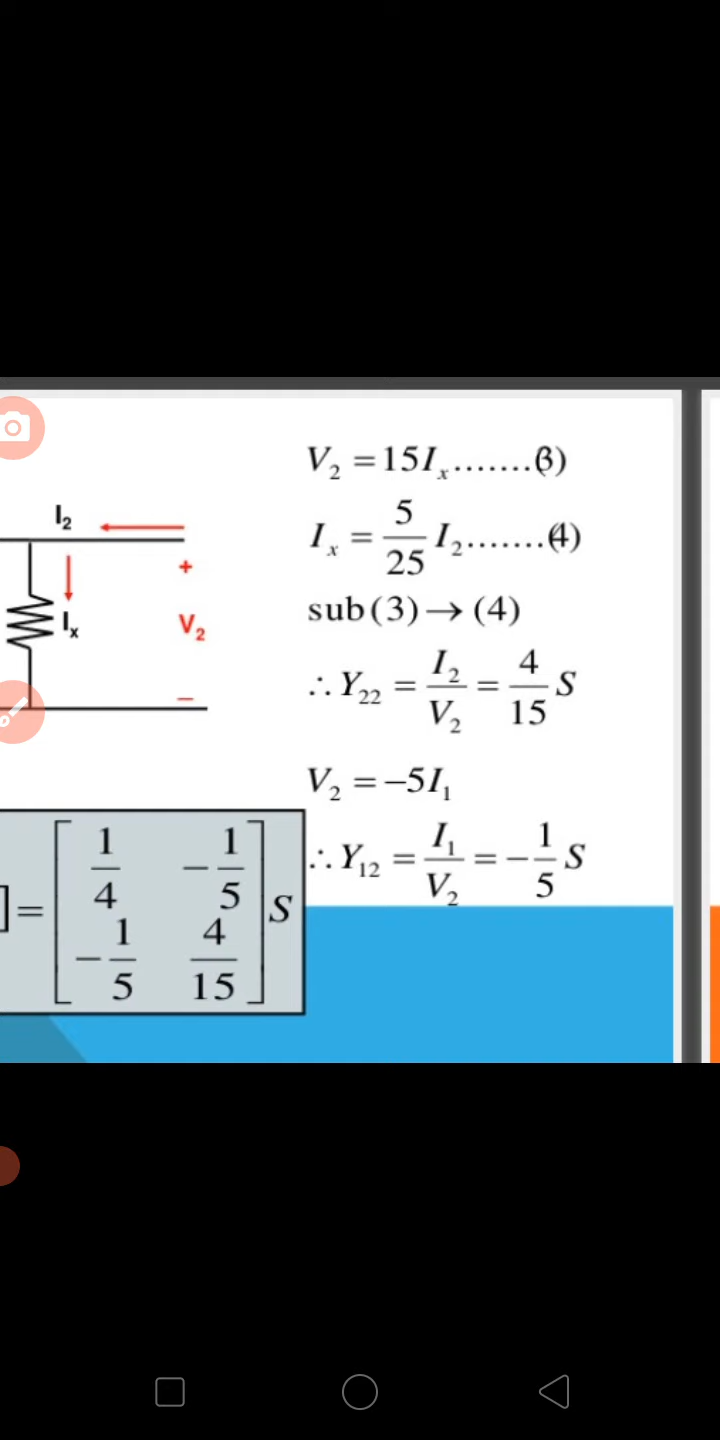 V₂ = 15Iₓ.......(3)
Iₓ = 5/25 I₂.......(4)
sub (3) → (4)
∴ Y₂₂ = I₂/V₂ = 4/15 S
V₂ = −5I₁
∴ Y₁₂ = I₁/V₂ = −1/5 S
I₂
+
Iₓ
V₂
−
] = [ 1/4 −1/5
−1/5 4/15 ] S